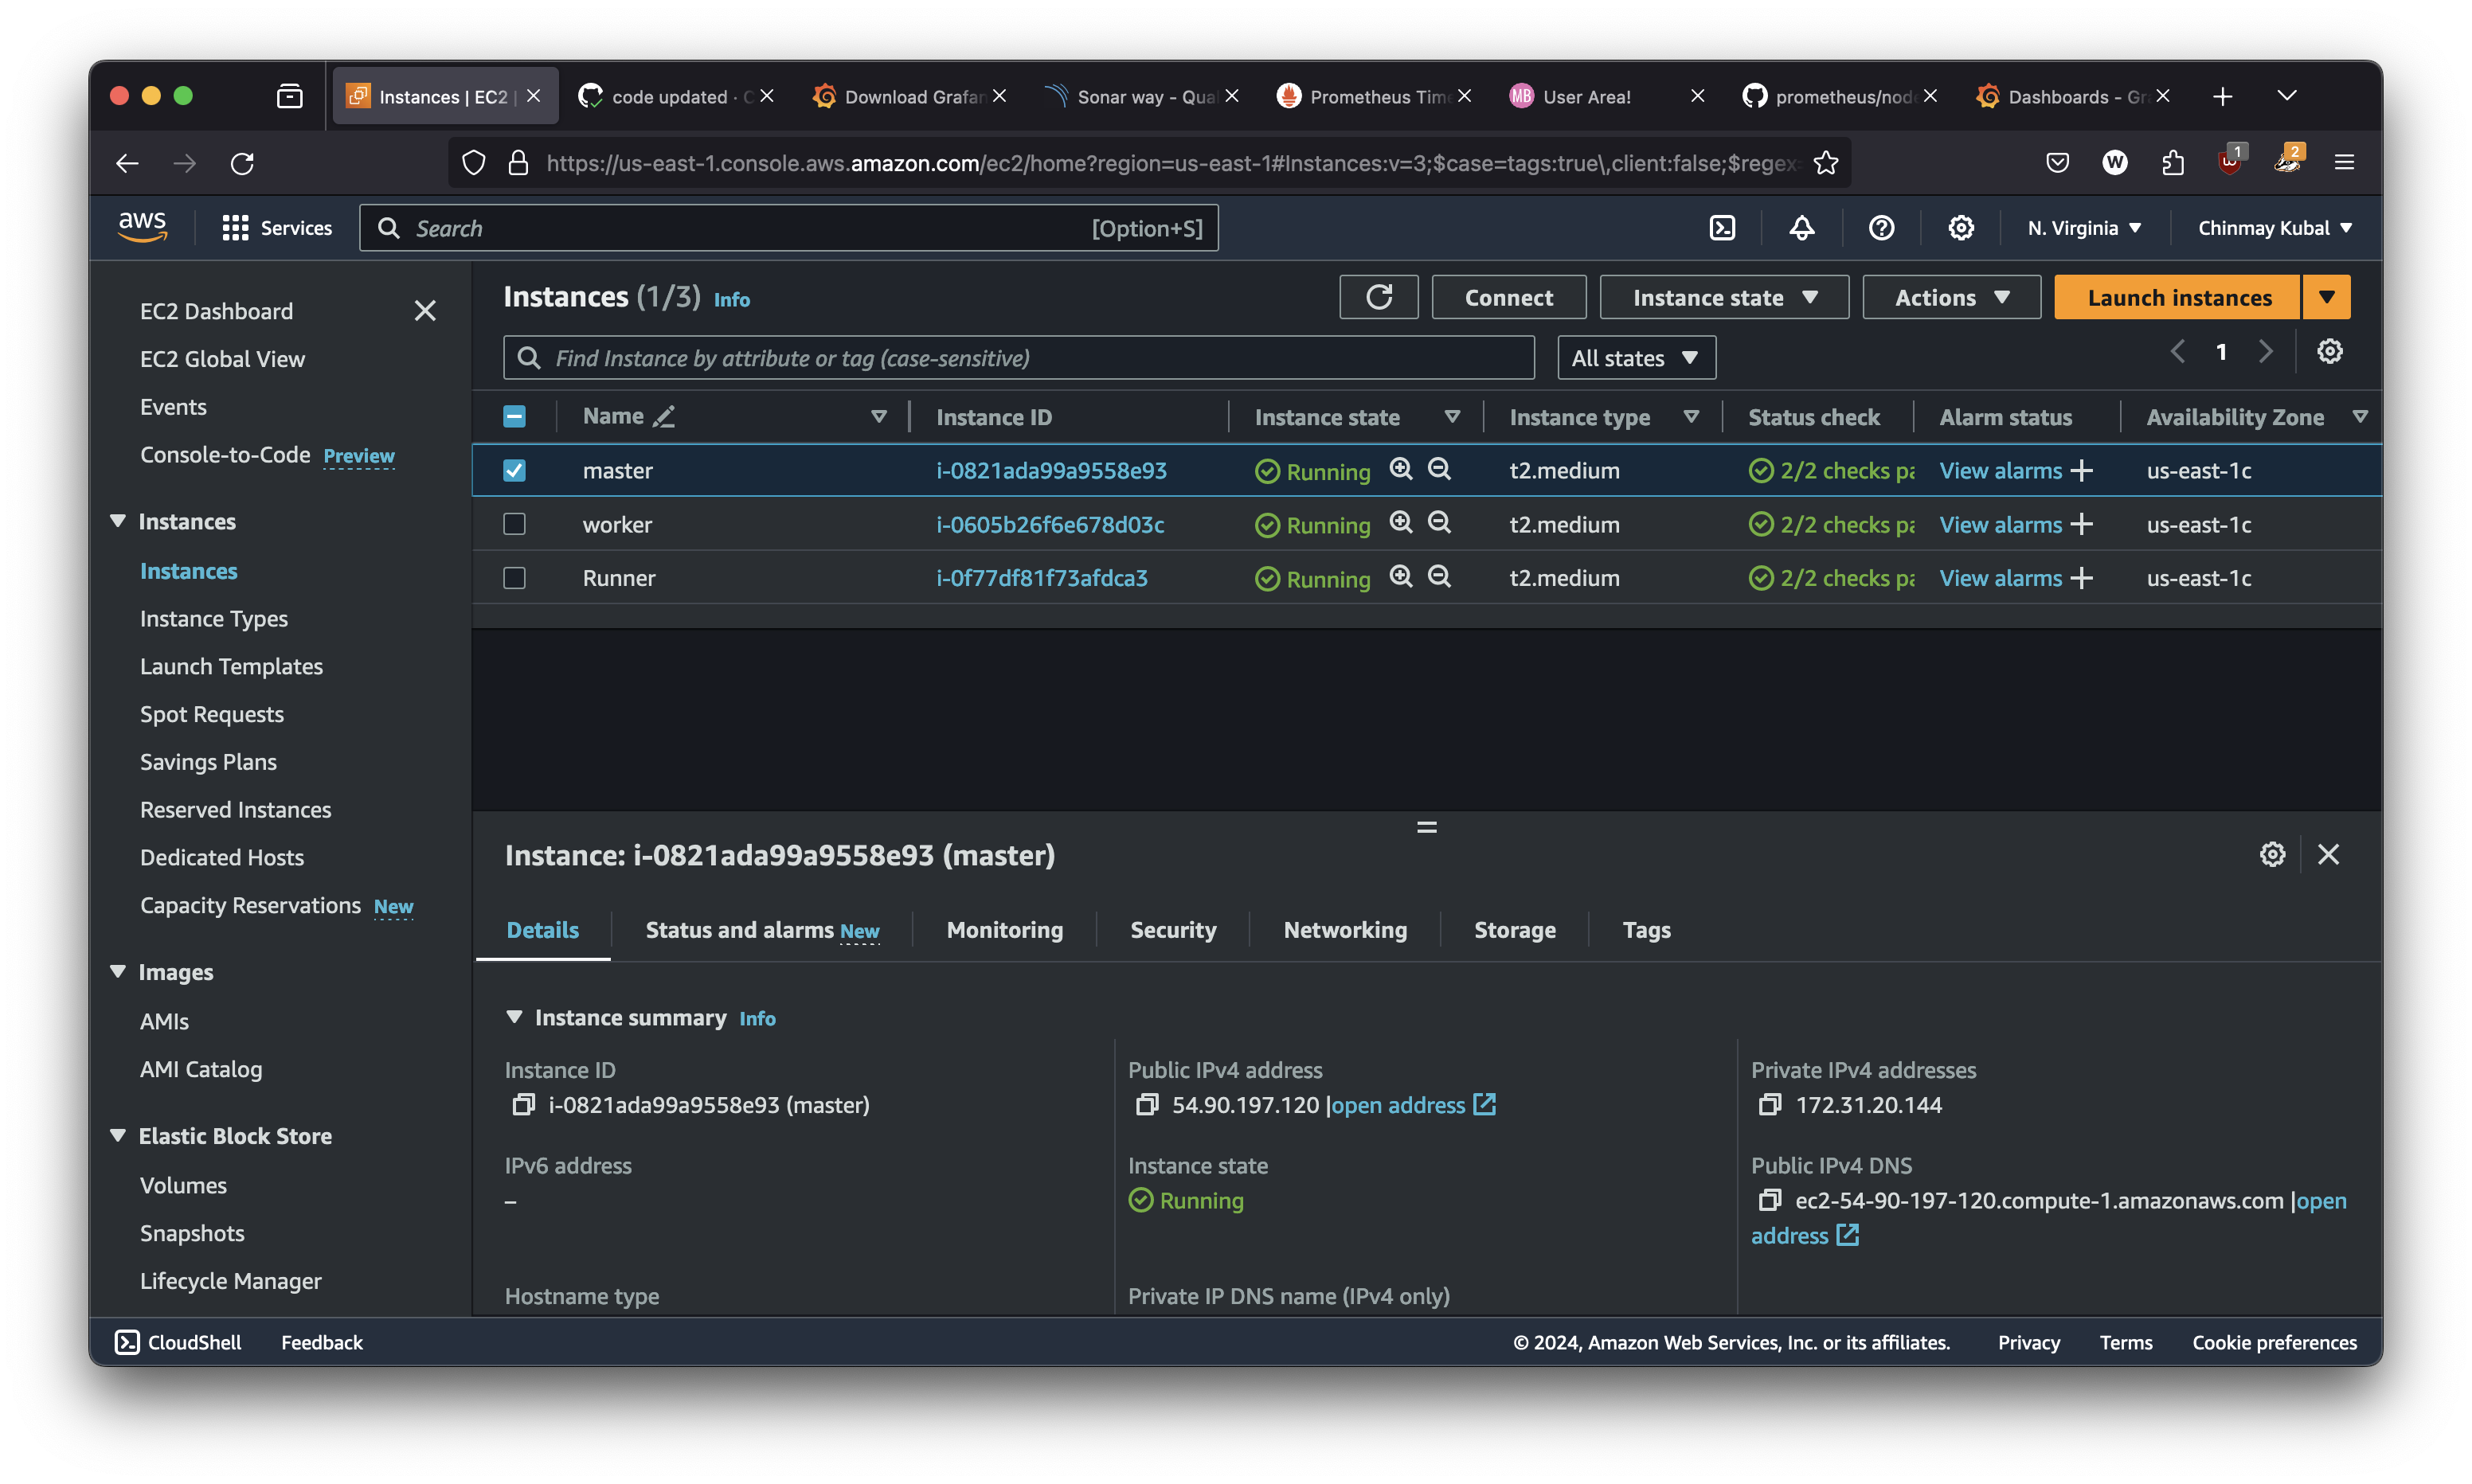 Instances | EC2 |
code updated · C
Download Grafan
Sonar way - Qual
Prometheus Time
MB User Area!
prometheus/node
Dashboards - Gr
https://us-east-1.console.aws.amazon.com/ec2/home?region=us-east-1#Instances:v=3;$case=tags:true\,client:false;$regex=
W
1
2
aws
Services
Search
[Option+S]
N. Virginia
Chinmay Kubal
EC2 Dashboard
EC2 Global View
Events
Console-to-Code Preview
Instances
Instances
Instance Types
Launch Templates
Spot Requests
Savings Plans
Reserved Instances
Dedicated Hosts
Capacity Reservations New
Images
AMIs
AMI Catalog
Elastic Block Store
Volumes
Snapshots
Lifecycle Manager
Instances (1/3) Info
Connect
Instance state
Actions
Launch instances
Find Instance by attribute or tag (case-sensitive)
All states
1
Name Instance ID Instance state Instance type Status check Alarm status Availability Zone
master i-0821ada99a9558e93 Running t2.medium 2/2 checks pa View alarms + us-east-1c
worker i-0605b26f6e678d03c Running t2.medium 2/2 checks pa View alarms + us-east-1c
Runner i-0f77df81f73afdca3 Running t2.medium 2/2 checks pa View alarms + us-east-1c
Instance: i-0821ada99a9558e93 (master)
Details
Status and alarms New
Monitoring
Security
Networking
Storage
Tags
Instance summary Info
Instance ID
i-0821ada99a9558e93 (master)
Public IPv4 address
54.90.197.120 |open address
Private IPv4 addresses
172.31.20.144
IPv6 address
–
Instance state
Running
Public IPv4 DNS
ec2-54-90-197-120.compute-1.amazonaws.com |open
address
Hostname type
Private IP DNS name (IPv4 only)
CloudShell
Feedback
© 2024, Amazon Web Services, Inc. or its affiliates.
Privacy
Terms
Cookie preferences